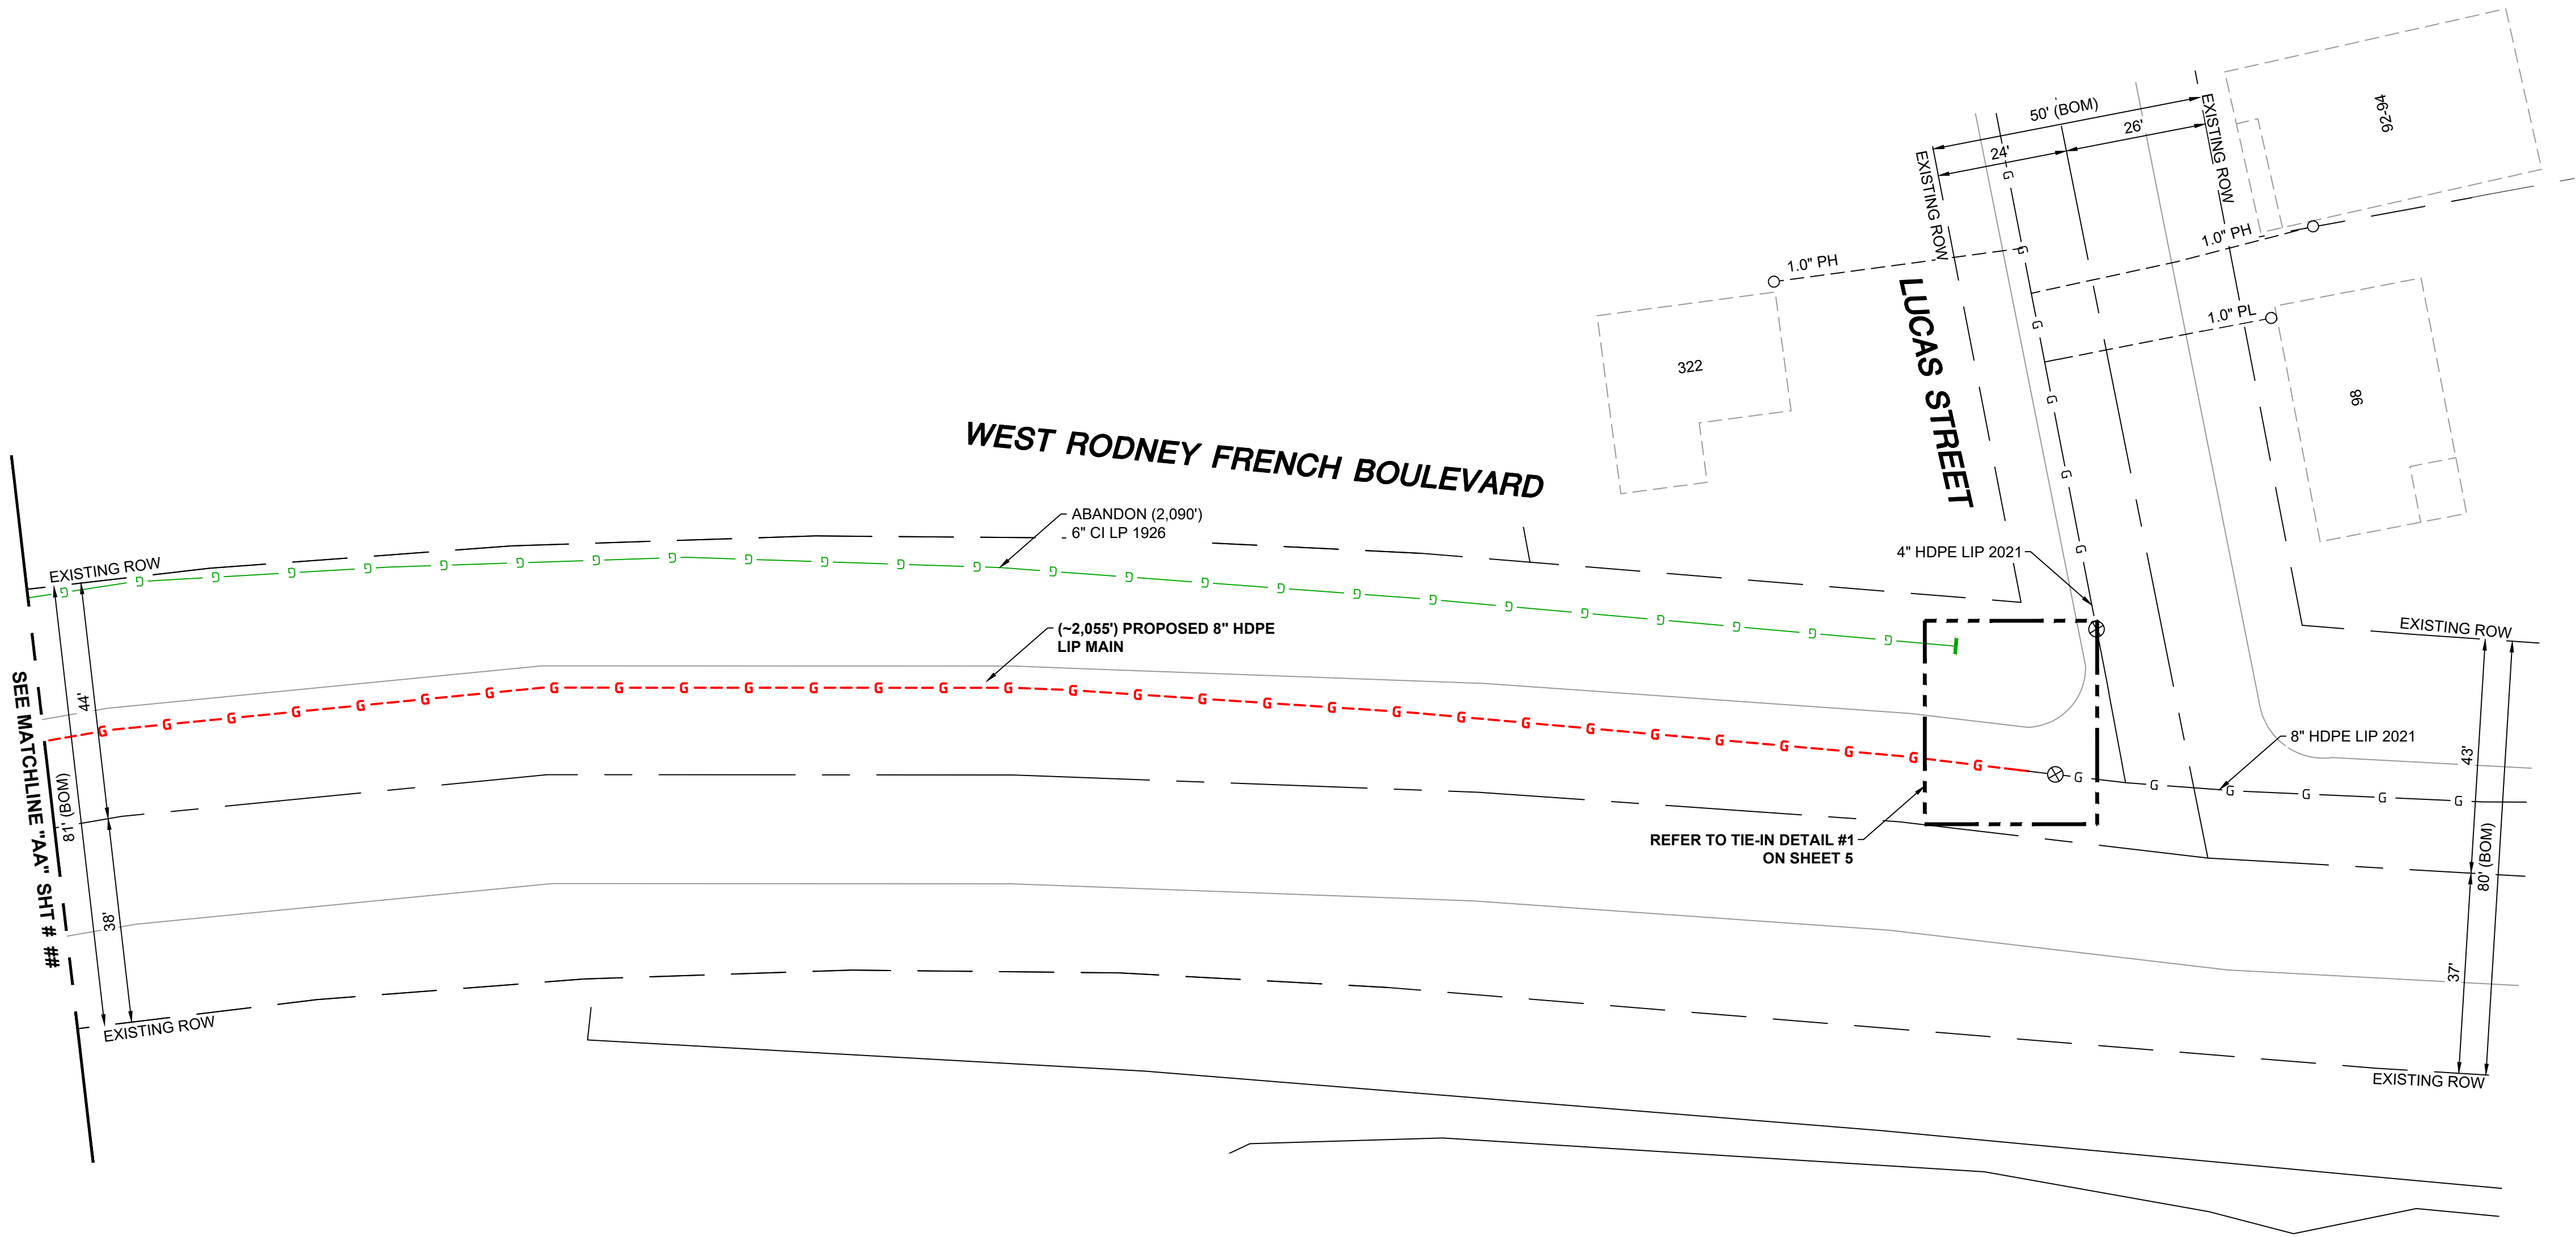 50' (BOM)
24'
26'
EXISTING ROW
EXISTING ROW
92-94
1.0" PH
1.0" PH
1.0" PL
LUCAS STREET
322
98
WEST RODNEY FRENCH BOULEVARD
ABANDON (2,090')
6" CI LP 1926
4" HDPE LIP 2021
EXISTING ROW
(~2,055') PROPOSED 8" HDPE
LIP MAIN
EXISTING ROW
SEE MATCHLINE "AA" SHT # ##
44'
81' (BOM)
38'
EXISTING ROW
8" HDPE LIP 2021
REFER TO TIE-IN DETAIL #1
ON SHEET 5
43'
80' (BOM)
37'
EXISTING ROW
G G G G G G G G G G G G G G G G G G G G G G G G G
G G G G G G G G G G G G G G G G G G G G G G G G G G G G G G
G G G G G G
G G G G G G